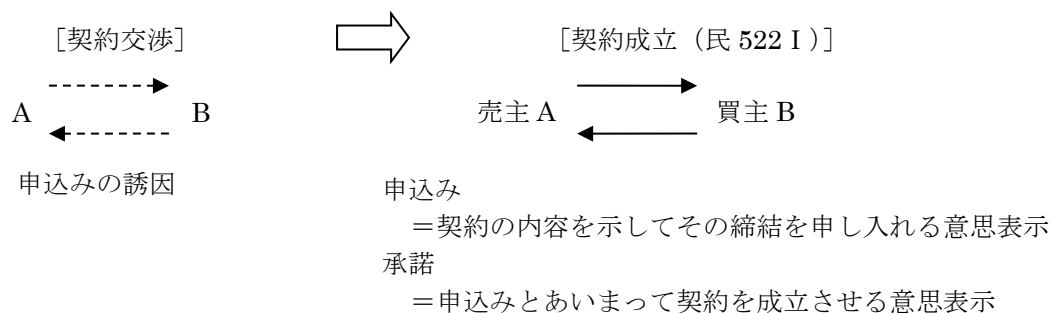 [契約交渉]
[契約成立（民 522 I）]
A
B
売主 A
買主 B
申込みの誘因
申込み
＝契約の内容を示してその締結を申し入れる意思表示
承諾
＝申込みとあいまって契約を成立させる意思表示